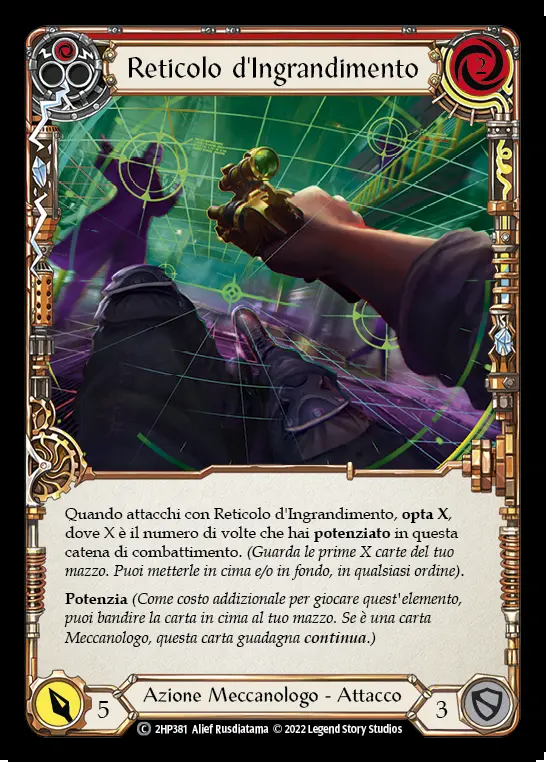 Reticolo d'Ingrandimento
2
Quando attacchi con Reticolo d'Ingrandimento, opta X,
dove X è il numero di volte che hai potenziato in questa
catena di combattimento. (Guarda le prime X carte del tuo
mazzo. Puoi metterle in cima e/o in fondo, in qualsiasi ordine).
Potenzia (Come costo addizionale per giocare quest'elemento,
puoi bandire la carta in cima al tuo mazzo. Se è una carta
Meccanologo, questa carta guadagna continua.)
5
Azione Meccanologo - Attacco
3
C 2HP381 Alief Rusdiatama © 2022 Legend Story Studios